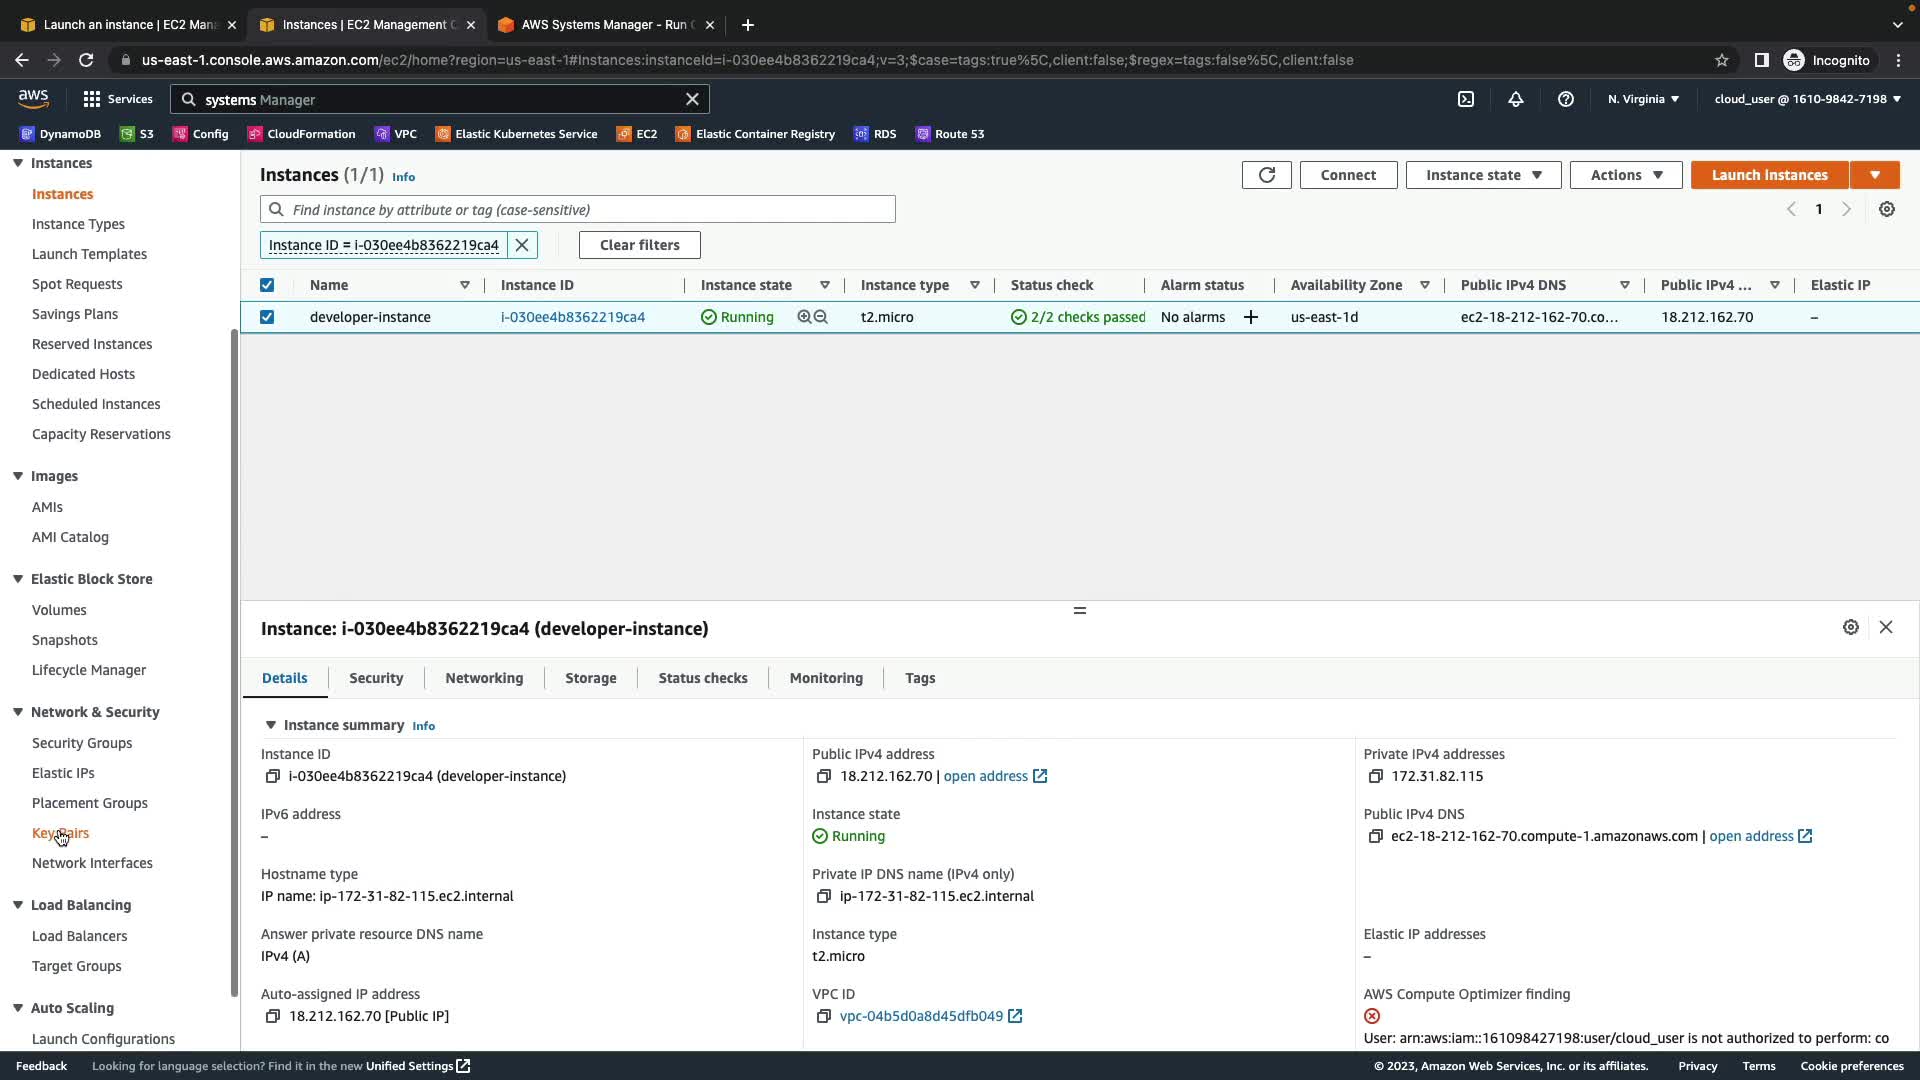 Launch an instance | EC2 Man
Instances | EC2 Management C
AWS Systems Manager - Run C
us-east-1.console.aws.amazon.com/ec2/home?region=us-east-1#Instances:instanceId=i-030ee4b8362219ca4;v=3;$case=tags:true%5C,client:false;$regex=tags:false%5C,client:false
Incognito
aws
Services
systems Manager
N. Virginia
cloud_user @ 1610-9842-7198
DynamoDB
S3
Config
CloudFormation
VPC
Elastic Kubernetes Service
EC2
Elastic Container Registry
RDS
Route 53
Instances
Instances
Instance Types
Launch Templates
Spot Requests
Savings Plans
Reserved Instances
Dedicated Hosts
Scheduled Instances
Capacity Reservations
Images
AMIs
AMI Catalog
Elastic Block Store
Volumes
Snapshots
Lifecycle Manager
Network & Security
Security Groups
Elastic IPs
Placement Groups
Key Pairs
Network Interfaces
Load Balancing
Load Balancers
Target Groups
Auto Scaling
Launch Configurations
Instances (1/1) Info
Connect
Instance state
Actions
Launch instances
Find instance by attribute or tag (case-sensitive)
1
Instance ID = i-030ee4b8362219ca4
Clear filters
Name Instance ID Instance state Instance type Status check Alarm status Availability Zone Public IPv4 DNS Public IPv4 ... Elastic IP
developer-instance i-030ee4b8362219ca4 Running t2.micro 2/2 checks passed No alarms + us-east-1d ec2-18-212-162-70.co... 18.212.162.70 –
Instance: i-030ee4b8362219ca4 (developer-instance)
Details Security Networking Storage Status checks Monitoring Tags
Instance summary Info
Instance ID
i-030ee4b8362219ca4 (developer-instance)
Public IPv4 address
18.212.162.70 | open address
Private IPv4 addresses
172.31.82.115
IPv6 address
–
Instance state
Running
Public IPv4 DNS
ec2-18-212-162-70.compute-1.amazonaws.com | open address
Hostname type
IP name: ip-172-31-82-115.ec2.internal
Private IP DNS name (IPv4 only)
ip-172-31-82-115.ec2.internal
Answer private resource DNS name
IPv4 (A)
Instance type
t2.micro
Elastic IP addresses
–
Auto-assigned IP address
18.212.162.70 [Public IP]
VPC ID
vpc-04b5d0a8d45dfb049
AWS Compute Optimizer finding
User: arn:aws:iam::161098427198:user/cloud_user is not authorized to perform: co
Feedback
Looking for language selection? Find it in the new Unified Settings
© 2023, Amazon Web Services, Inc. or its affiliates.
Privacy
Terms
Cookie preferences